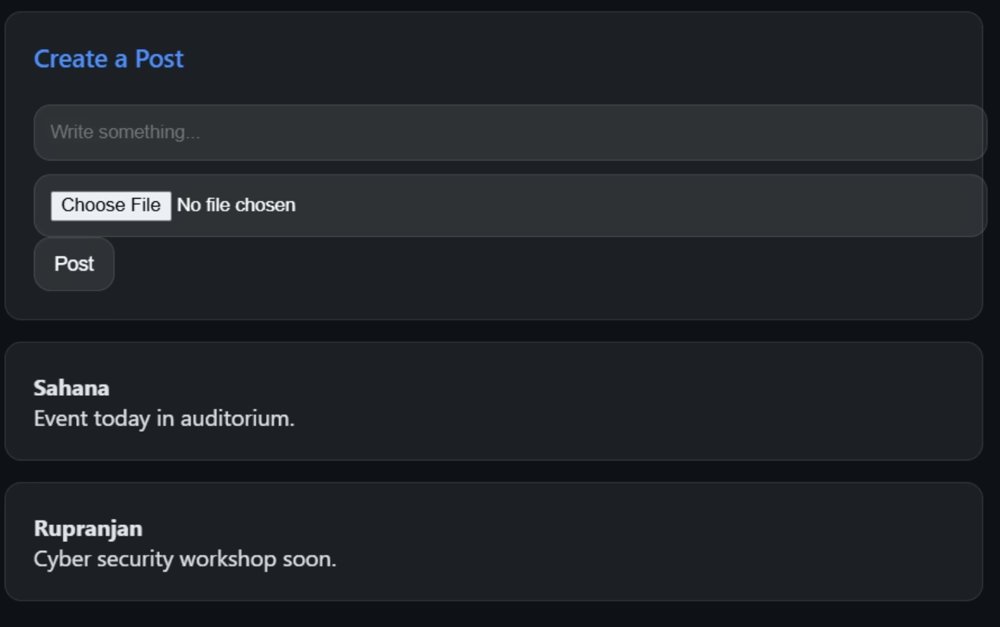 Create a Post
Write something...
Choose File No file chosen
Post
Sahana
Event today in auditorium.
Rupranjan
Cyber security workshop soon.